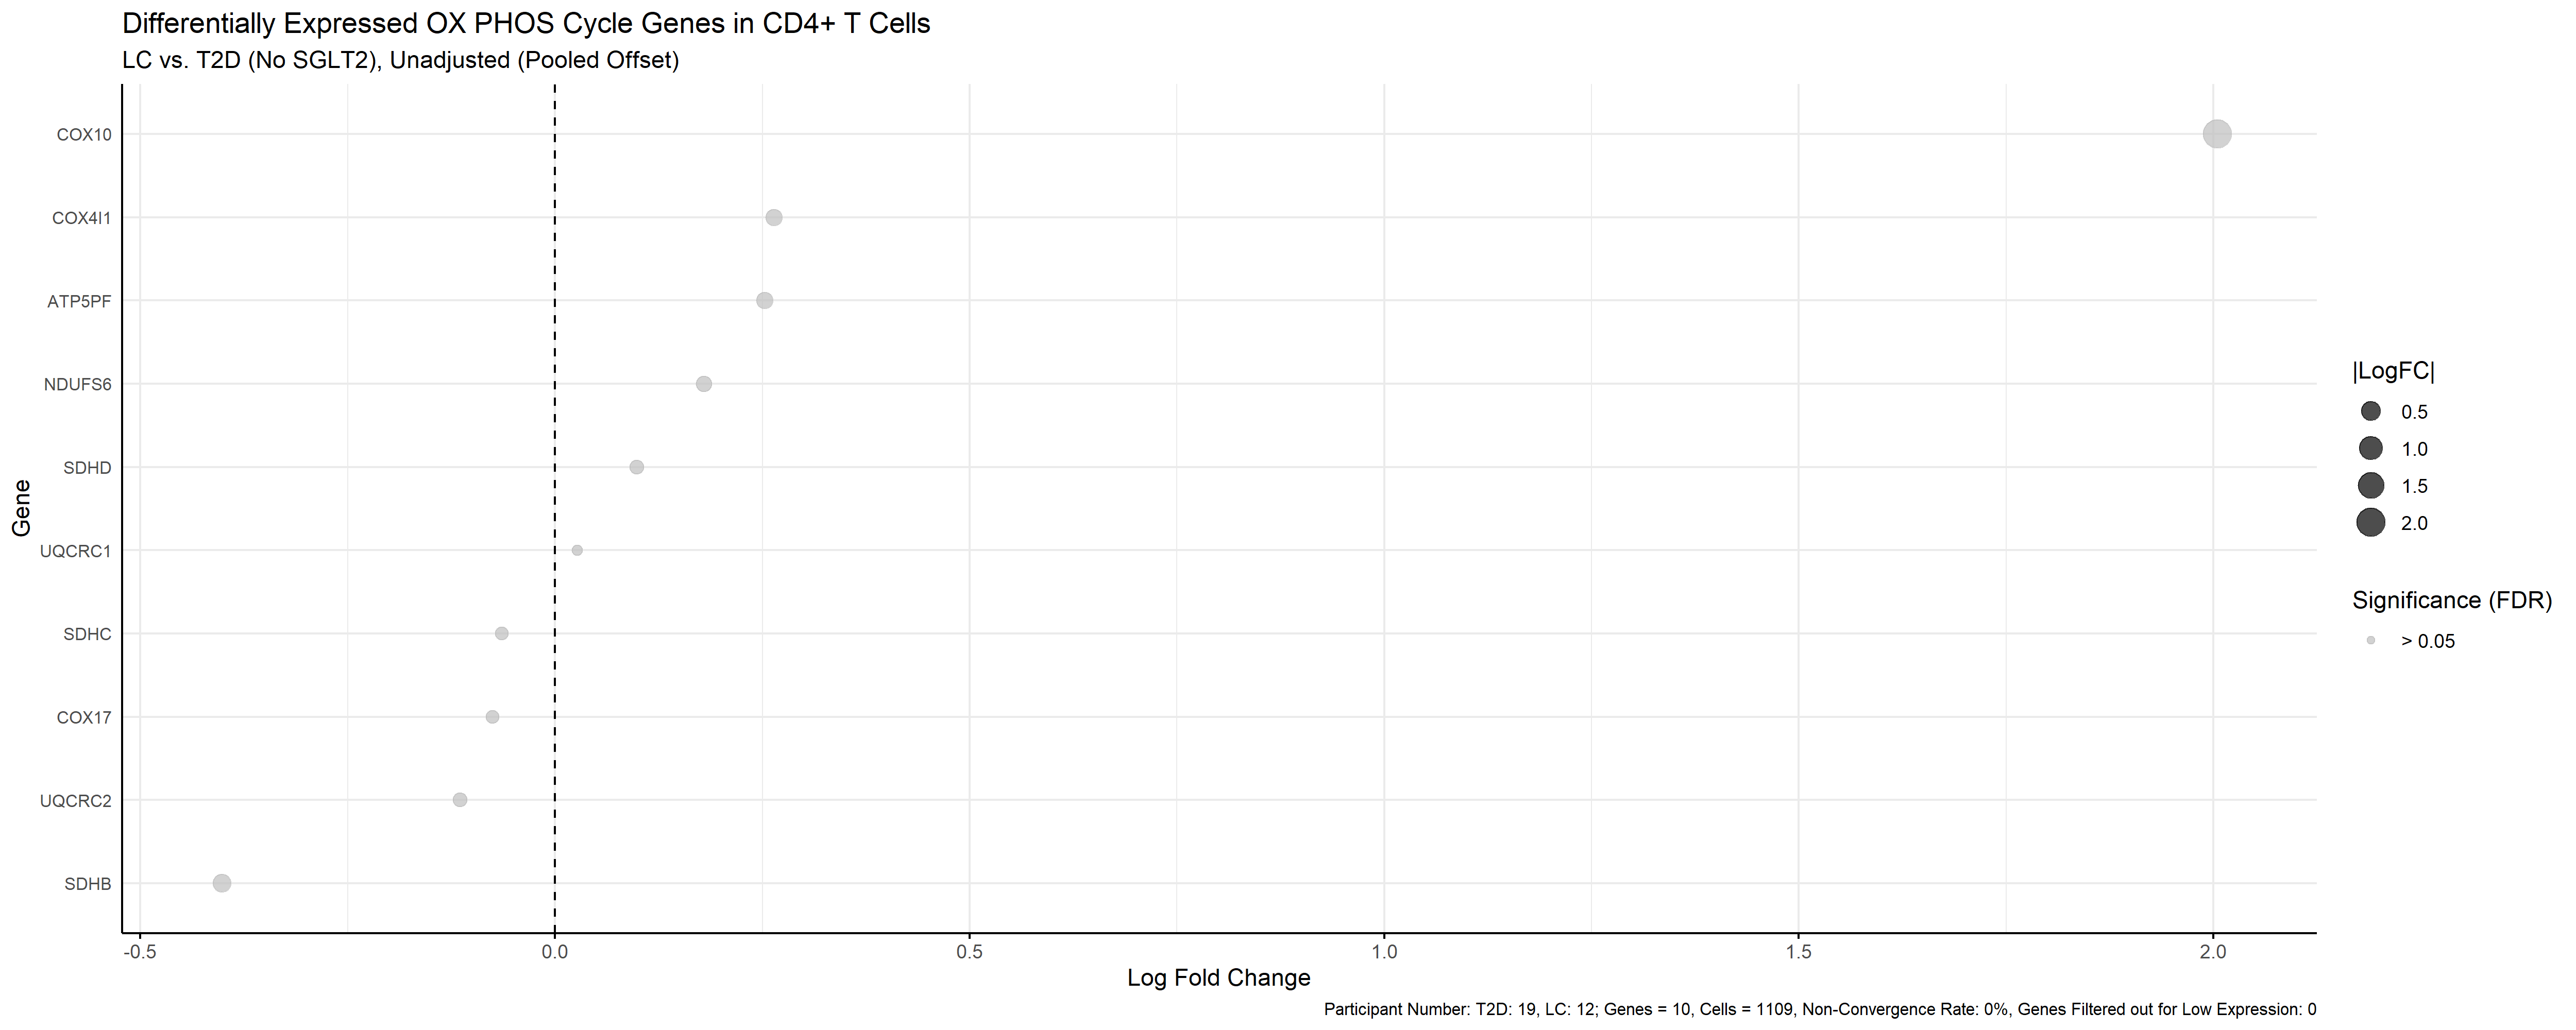 Differentially Expressed OX PHOS Cycle Genes in CD4+ T Cells
LC vs. T2D (No SGLT2), Unadjusted (Pooled Offset)
Gene
COX10
COX4I1
ATP5PF
NDUFS6
SDHD
UQCRC1
SDHC
COX17
UQCRC2
SDHB
-0.5
0.0
0.5
1.0
1.5
2.0
Log Fold Change
|LogFC|
0.5
1.0
1.5
2.0
Significance (FDR)
> 0.05
Participant Number: T2D: 19, LC: 12; Genes = 10, Cells = 1109, Non-Convergence Rate: 0%, Genes Filtered out for Low Expression: 0